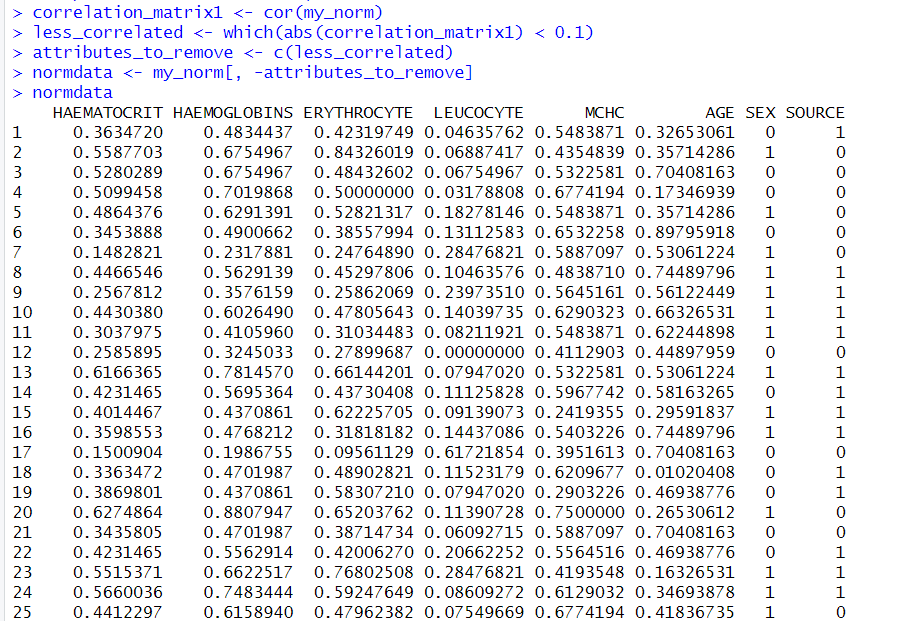 > correlation_matrix1 <- cor(my_norm)
> less_correlated <- which(abs(correlation_matrix1) < 0.1)
> attributes_to_remove <- c(less_correlated)
> normdata <- my_norm[, -attributes_to_remove]
> normdata
HAEMATOCRIT HAEMOGLOBINS ERYTHROCYTE LEUCOCYTE MCHC AGE SEX SOURCE
1 0.3634720 0.4834437 0.42319749 0.04635762 0.5483871 0.32653061 0 1
2 0.5587703 0.6754967 0.84326019 0.06887417 0.4354839 0.35714286 1 0
3 0.5280289 0.6754967 0.48432602 0.06754967 0.5322581 0.70408163 0 0
4 0.5099458 0.7019868 0.50000000 0.03178808 0.6774194 0.17346939 0 0
5 0.4864376 0.6291391 0.52821317 0.18278146 0.5483871 0.35714286 1 0
6 0.3453888 0.4900662 0.38557994 0.13112583 0.6532258 0.89795918 0 0
7 0.1482821 0.2317881 0.24764890 0.28476821 0.5887097 0.53061224 1 0
8 0.4466546 0.5629139 0.45297806 0.10463576 0.4838710 0.74489796 1 1
9 0.2567812 0.3576159 0.25862069 0.23973510 0.5645161 0.56122449 1 1
10 0.4430380 0.6026490 0.47805643 0.14039735 0.6290323 0.66326531 1 1
11 0.3037975 0.4105960 0.31034483 0.08211921 0.5483871 0.62244898 1 1
12 0.2585895 0.3245033 0.27899687 0.00000000 0.4112903 0.44897959 0 0
13 0.6166365 0.7814570 0.66144201 0.07947020 0.5322581 0.53061224 1 1
14 0.4231465 0.5695364 0.43730408 0.11125828 0.5967742 0.58163265 0 1
15 0.4014467 0.4370861 0.62225705 0.09139073 0.2419355 0.29591837 1 1
16 0.3598553 0.4768212 0.31818182 0.14437086 0.5403226 0.74489796 1 1
17 0.1500904 0.1986755 0.09561129 0.61721854 0.3951613 0.70408163 0 0
18 0.3363472 0.4701987 0.48902821 0.11523179 0.6209677 0.01020408 0 1
19 0.3869801 0.4370861 0.58307210 0.07947020 0.2903226 0.46938776 0 1
20 0.6274864 0.8807947 0.65203762 0.11390728 0.7500000 0.26530612 1 0
21 0.3435805 0.4701987 0.38714734 0.06092715 0.5887097 0.70408163 0 0
22 0.4231465 0.5562914 0.42006270 0.20662252 0.5564516 0.46938776 0 1
23 0.5515371 0.6622517 0.76802508 0.28476821 0.4193548 0.16326531 1 1
24 0.5660036 0.7483444 0.59247649 0.08609272 0.6129032 0.34693878 1 1
25 0.4412297 0.6158940 0.47962382 0.07549669 0.6774194 0.41836735 1 0